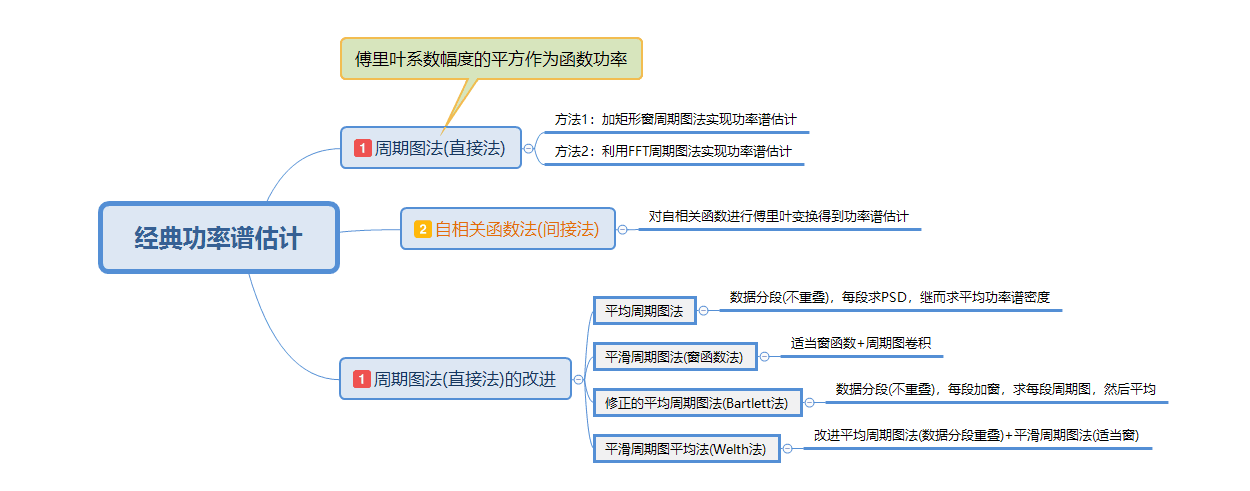 傅里叶系数幅度的平方作为函数功率
1 周期图法(直接法)
方法1：加矩形窗周期图法实现功率谱估计
方法2：利用FFT周期图法实现功率谱估计
经典功率谱估计
2 自相关函数法(间接法)
对自相关函数进行傅里叶变换得到功率谱估计
1 周期图法(直接法)的改进
平均周期图法
数据分段(不重叠)，每段求PSD，继而求平均功率谱密度
平滑周期图法(窗函数法)
适当窗函数+周期图卷积
修正的平均周期图法(Bartlett法)
数据分段(不重叠)，每段加窗，求每段周期图，然后平均
平滑周期图平均法(Welth法)
改进平均周期图法(数据分段重叠)+平滑周期图法(适当窗)